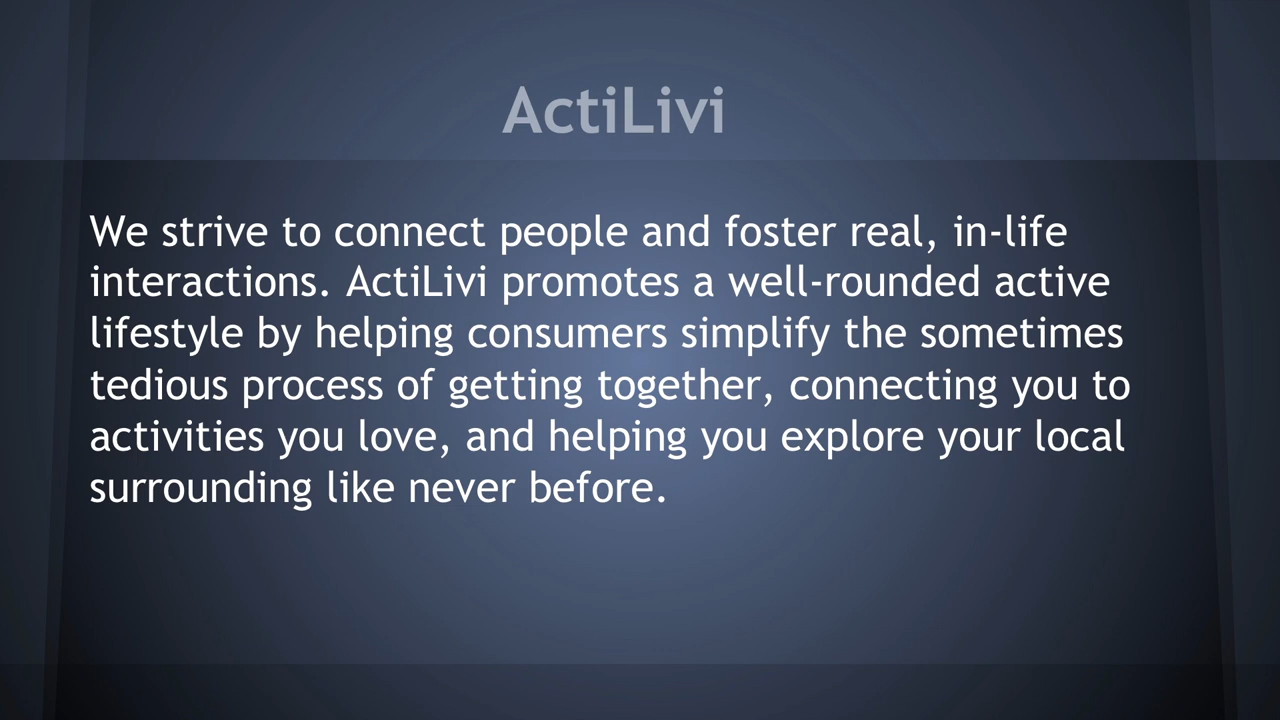 ActiLivi
We strive to connect people and foster real, in-life
interactions. ActiLivi promotes a well-rounded active
lifestyle by helping consumers simplify the sometimes
tedious process of getting together, connecting you to
activities you love, and helping you explore your local
surrounding like never before.